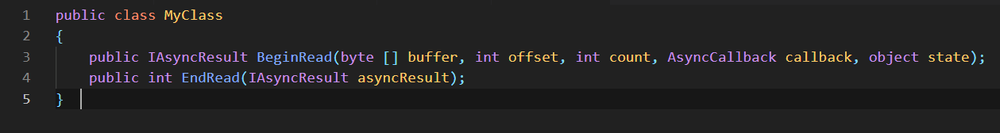 1 public class MyClass
2 {
3 public IAsyncResult BeginRead(byte [] buffer, int offset, int count, AsyncCallback callback, object state);
4 public int EndRead(IAsyncResult asyncResult);
5 }